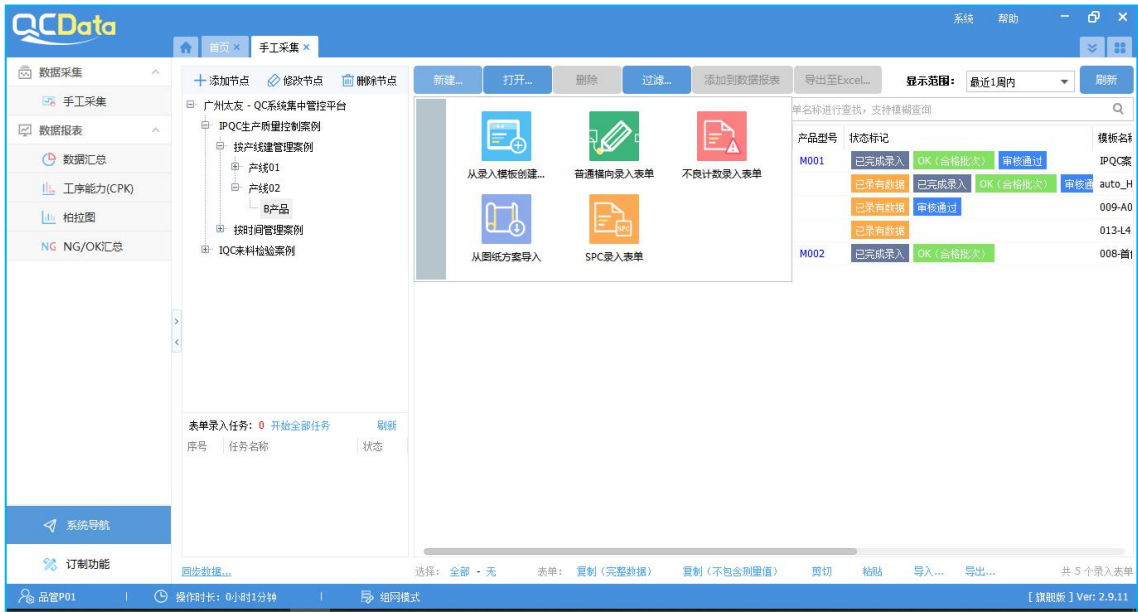 QCData
系统 帮助
首页 × 手工采集 ×
数据采集
手工采集
数据报表
数据汇总
工序能力(CPK)
柏拉图
NG NG/OK汇总
系统导航
订制功能
添加节点 修改节点 删除节点
广州太友 - QC系统集中管控平台
IPQC生产质量控制案例
按产线建管理案例
产线01
产线02
B产品
按时间管理案例
IQC来料检验案例
表单录入任务: 0 开始全部任务 刷新
序号 任务名称 状态
同步数据...
新建... 打开... 删除 过滤... 添加到数据报表 导出至Excel... 显示范围: 最近1周内 刷新
单名称进行查找，支持模糊查询
从录入模板创建... 普通横向录入表单 不良计数录入表单
SPC
从图纸方案导入 SPC录入表单
产品型号 状态标记 模板名称
M001 已完成录入 OK (合格批次) 审核通过 IPQC案
已录有数据 已完成录入 OK (合格批次) 审核通 auto_H
已录有数据 审核通过 009-A0
已录有数据 013-L4
M002 已完成录入 OK (合格批次) 008-首
选择: 全部 - 无 表单: 复制 (完整数据) 复制 (不包含测量值) 剪切 粘贴 导入... 导出... 共 5 个录入表单
品管P01 操作时长: 0小时1分钟 组网模式 [ 旗舰版 ] Ver: 2.9.11